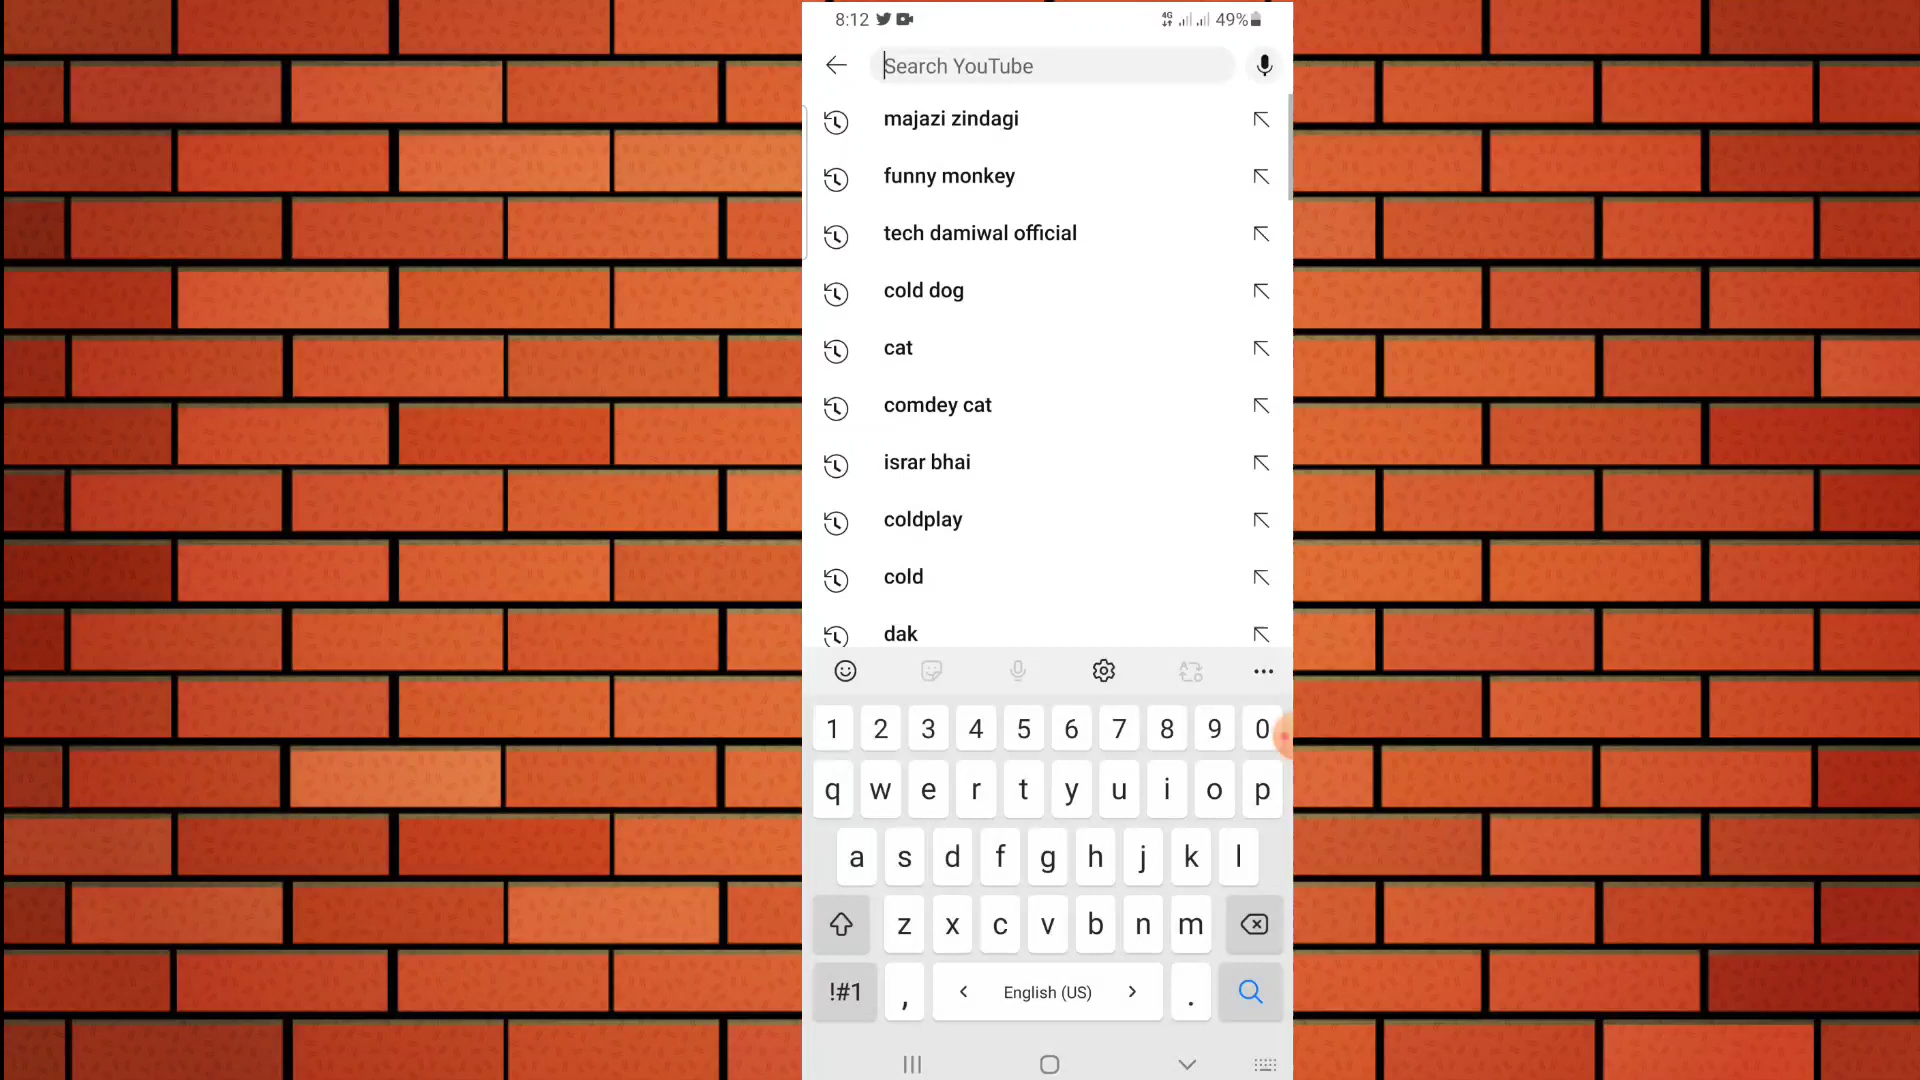 8:12 4G 49%
Search YouTube
majazi zindagi
funny monkey
tech damiwal official
cold dog
cat
comdey cat
israr bhai
coldplay
cold
dak
1 2 3 4 5 6 7 8 9 0
q w e r t y u i o p
a s d f g h j k l
z x c v b n m
!#1 , < English (US) > .